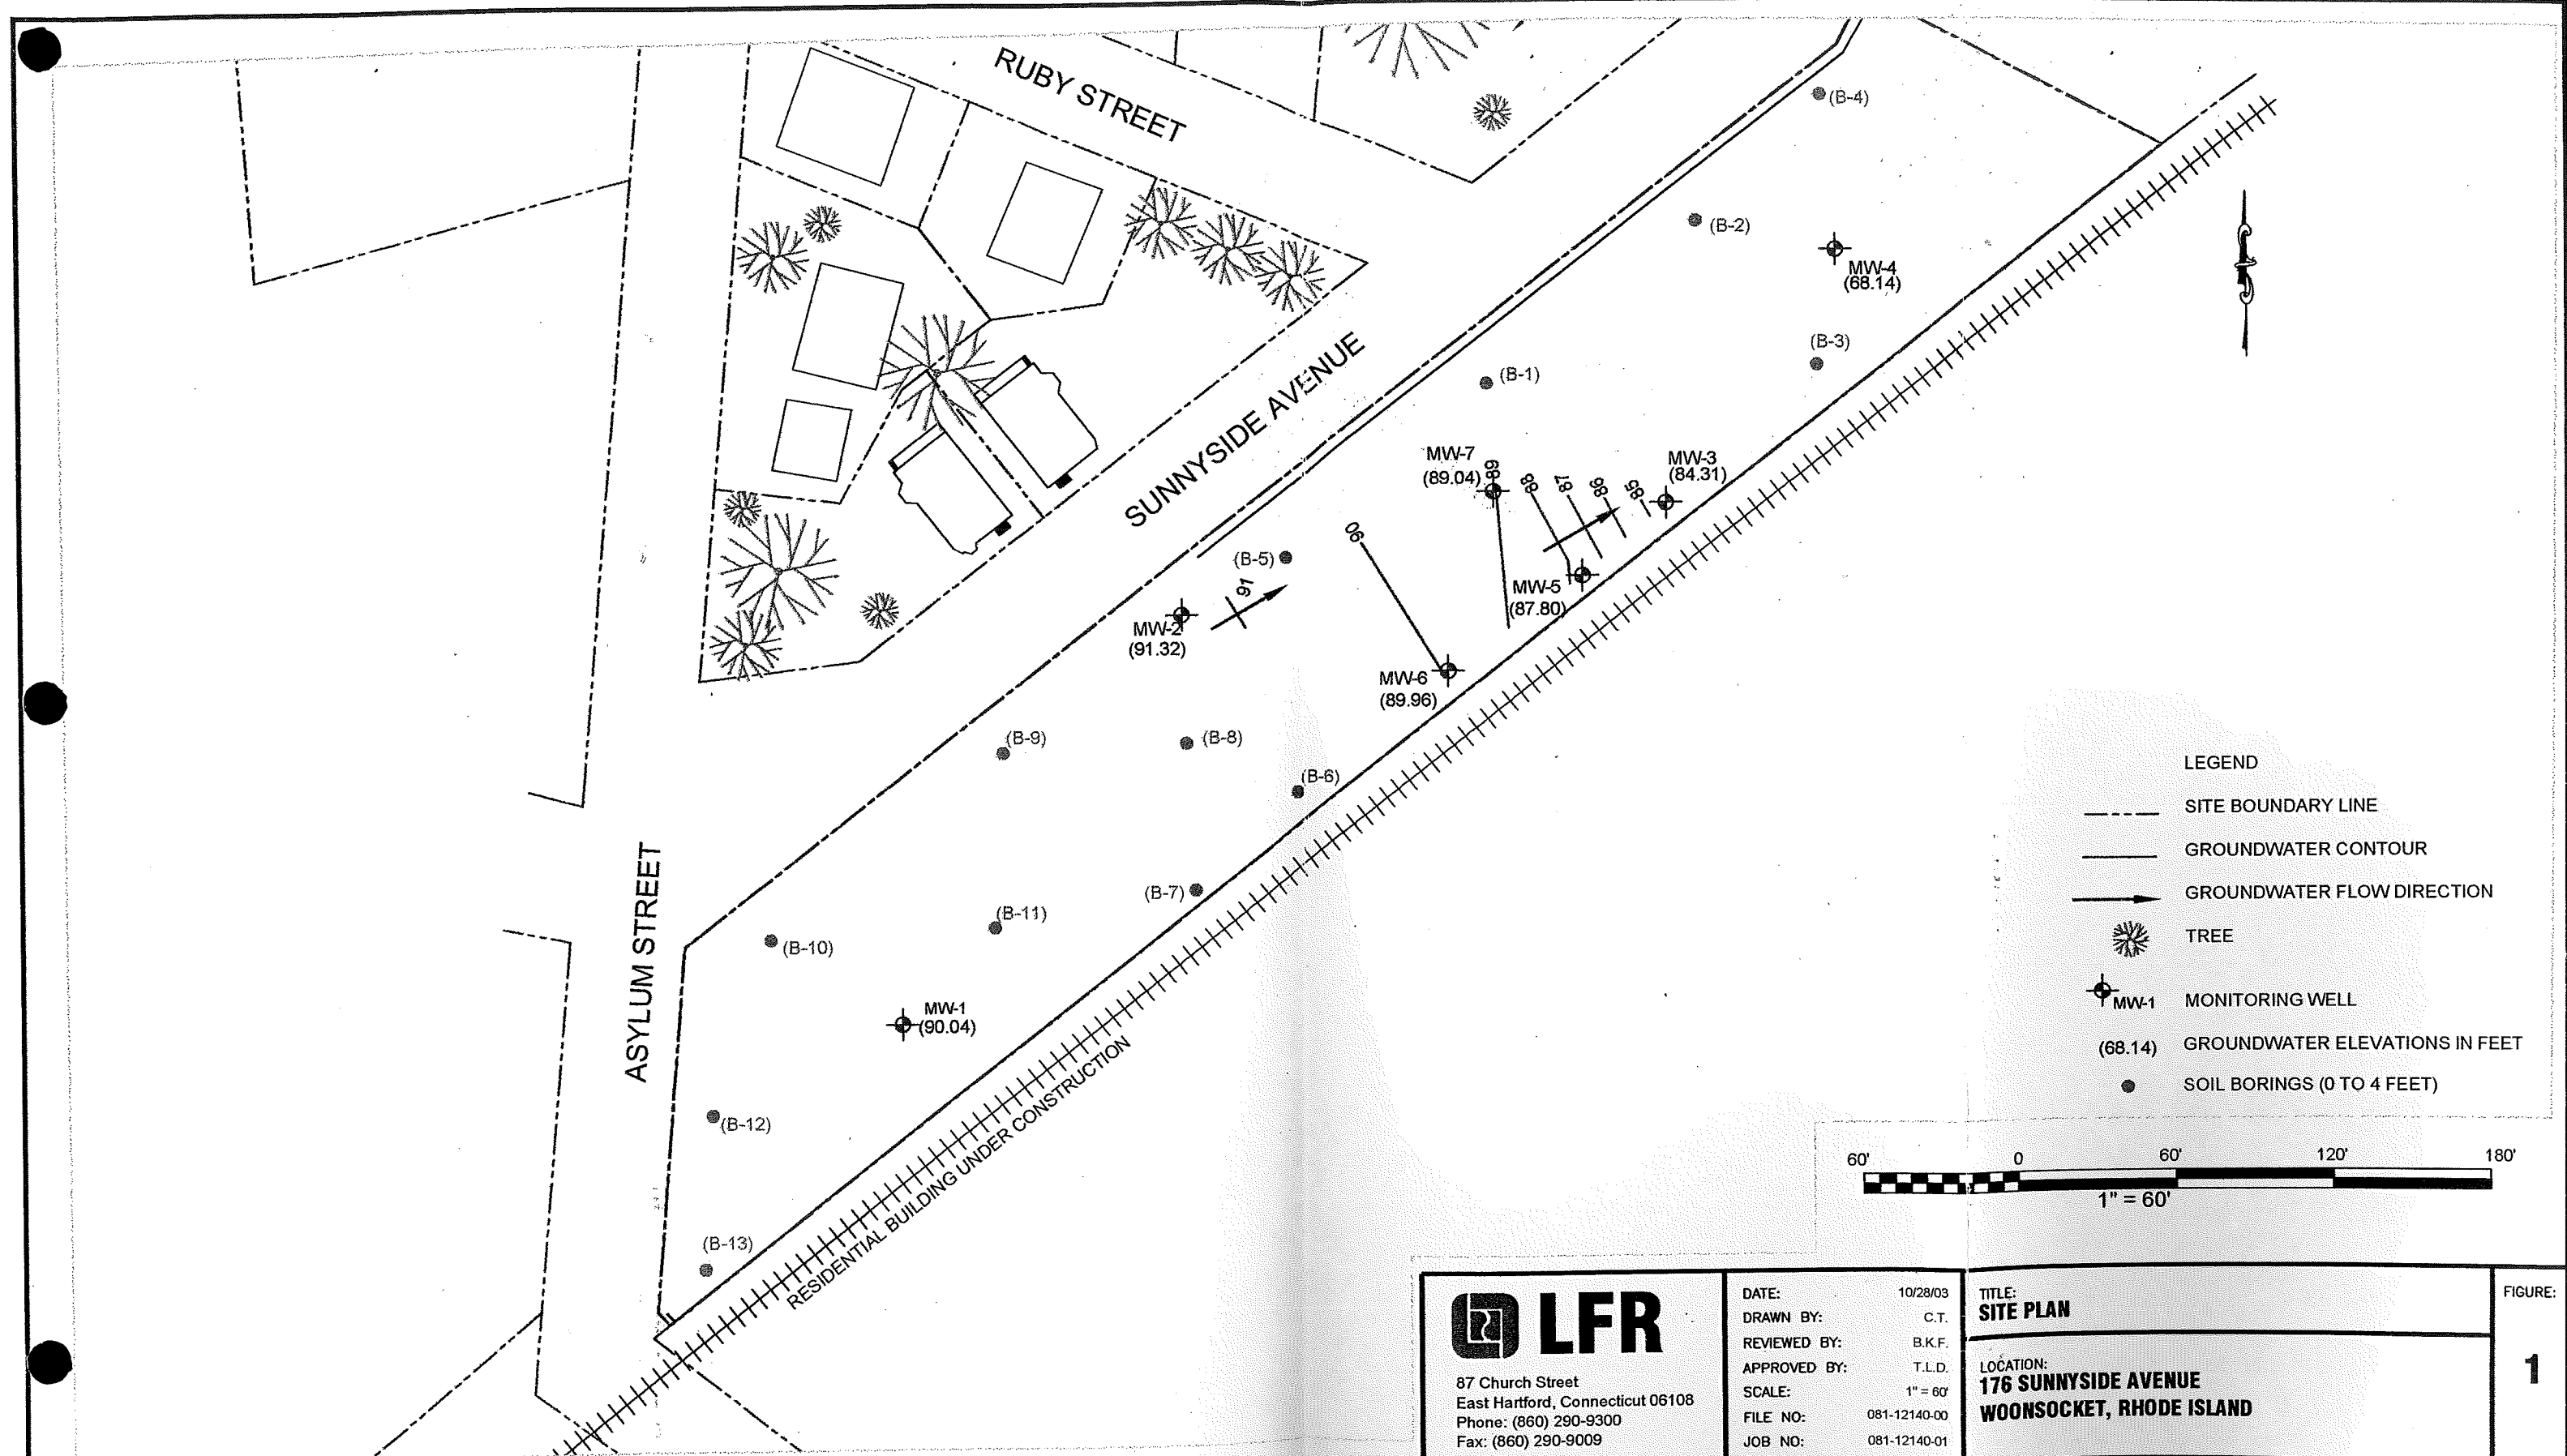 RUBY STREET
(B-4)
(B-2)
MW-4
(68.14)
(B-3)
(B-1)
SUNNYSIDE AVENUE
MW-7
(89.04)
89
88
87
86
85
MW-3
(84.31)
90
(B-5)
91
MW-5
(87.80)
MW-2
(91.32)
MW-6
(89.96)
(B-9)
(B-8)
(B-6)
(B-7)
(B-11)
(B-10)
ASYLUM STREET
MW-1
(90.04)
(B-12)
(B-13)
RESIDENTIAL BUILDING UNDER CONSTRUCTION
LEGEND
SITE BOUNDARY LINE
GROUNDWATER CONTOUR
GROUNDWATER FLOW DIRECTION
TREE
MW-1 MONITORING WELL
(68.14) GROUNDWATER ELEVATIONS IN FEET
SOIL BORINGS (0 TO 4 FEET)
60' 0 60' 120' 180'
1" = 60'
LFR
87 Church Street
East Hartford, Connecticut 06108
Phone: (860) 290-9300
Fax: (860) 290-9009
DATE: 10/28/03
DRAWN BY: C.T.
REVIEWED BY: B.K.F.
APPROVED BY: T.L.D.
SCALE: 1" = 60'
FILE NO: 081-12140-00
JOB NO: 081-12140-01
TITLE:
SITE PLAN
LOCATION:
176 SUNNYSIDE AVENUE
WOONSOCKET, RHODE ISLAND
FIGURE:
1